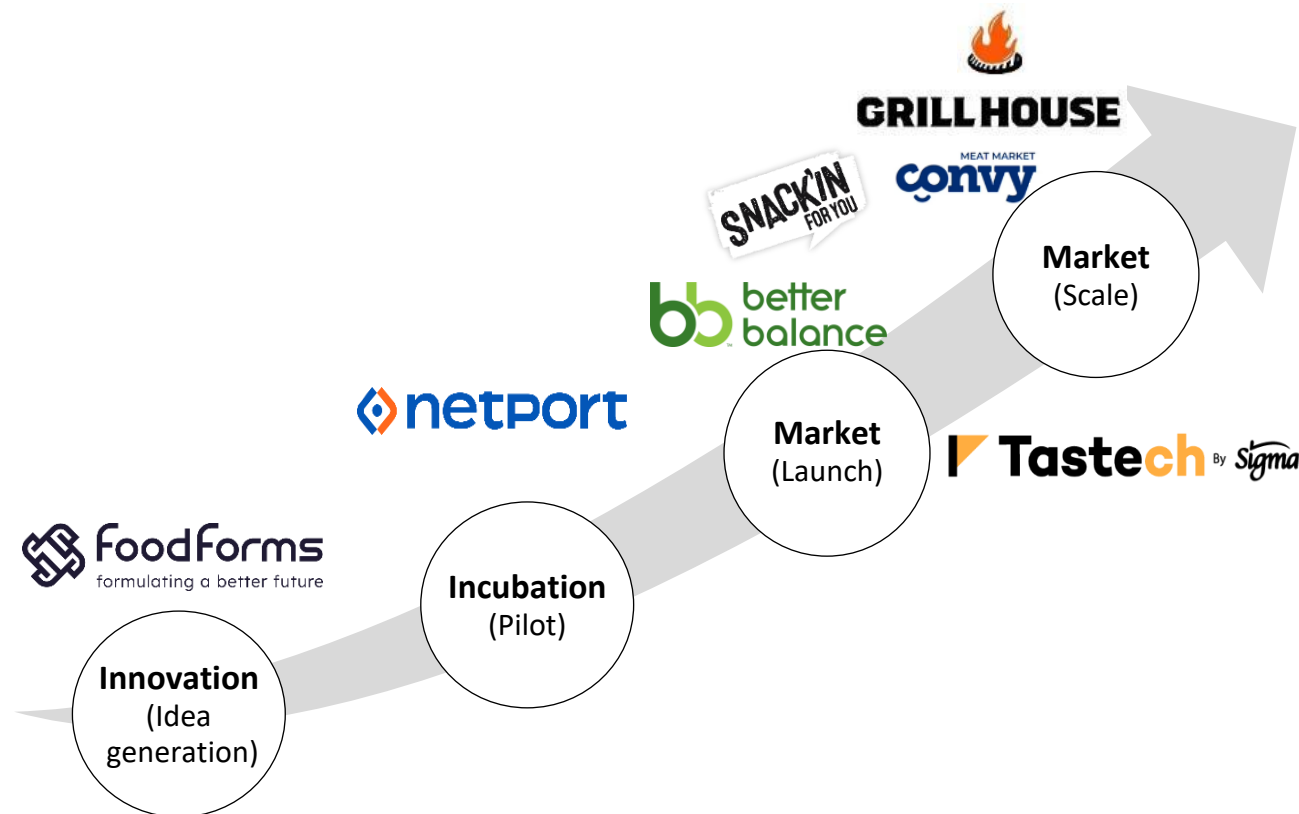 GRILL HOUSE
MEAT MARKET
convy
SNACK'IN
FOR YOU
Market
(Scale)
bb better
balance
netport
Market
(Launch)
Tastech By Sigma
FoodForms
formulating a better future
Incubation
(Pilot)
Innovation
(Idea
generation)